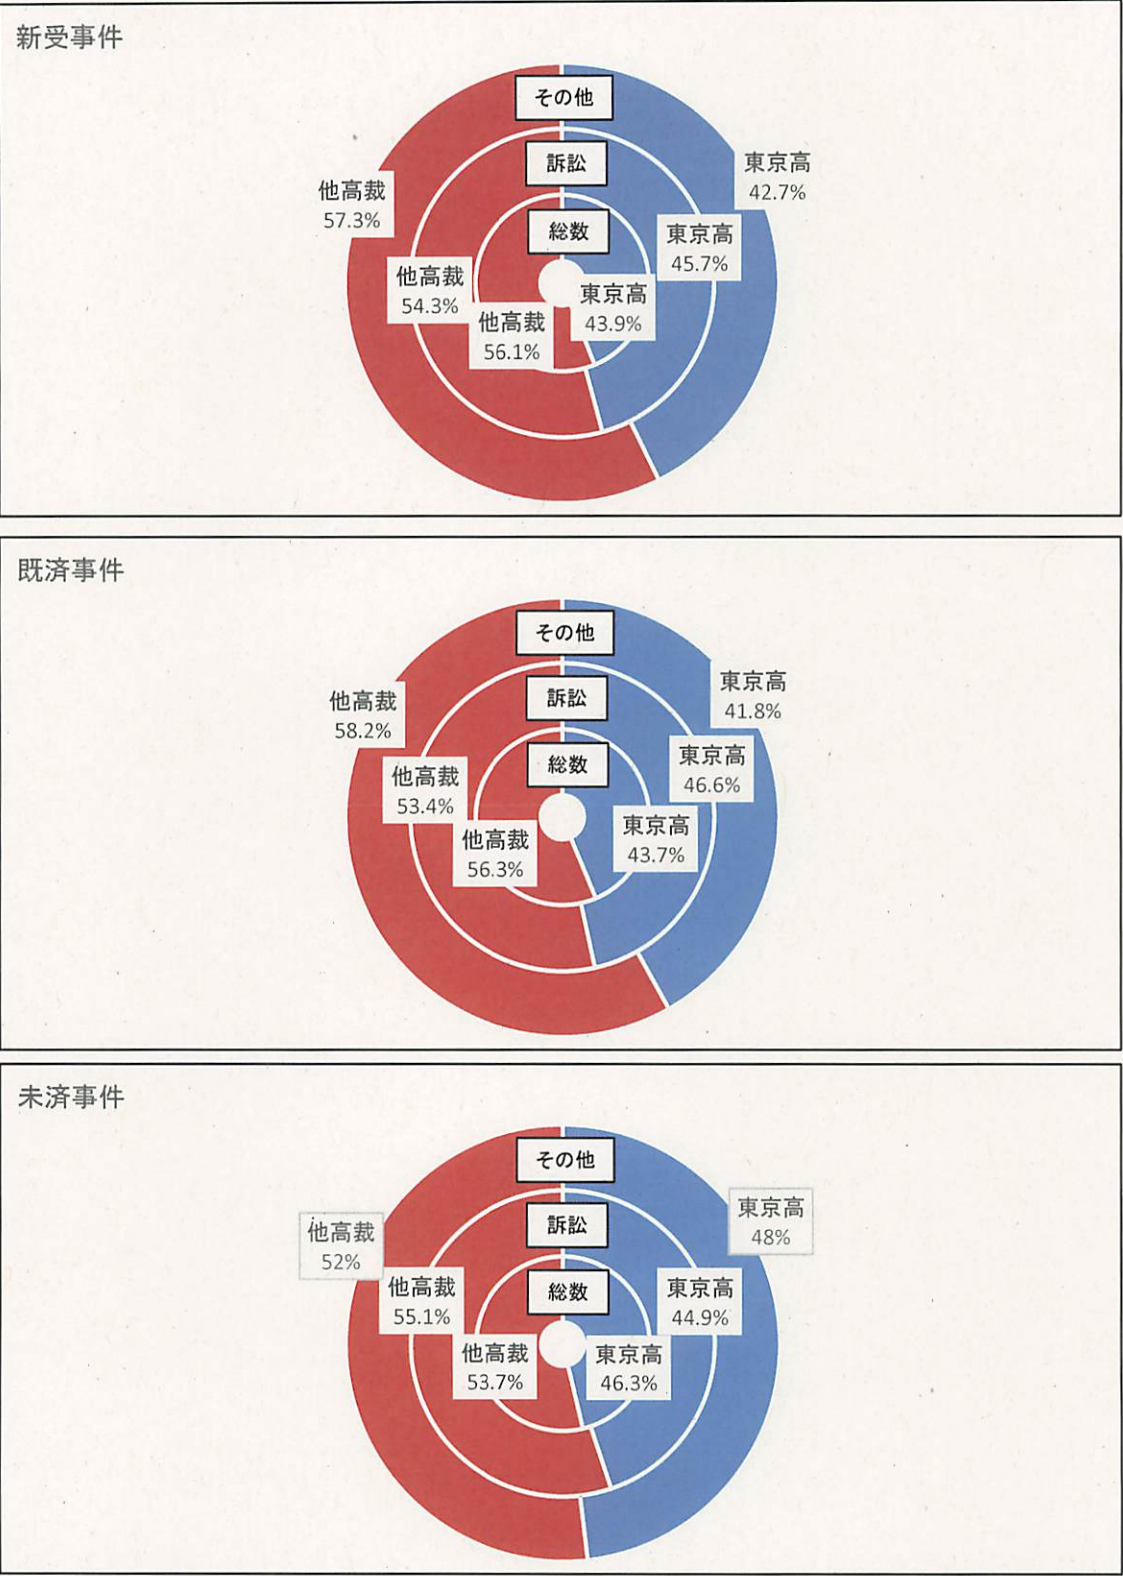 新受事件
その他
訴訟
総数
東京高
42.7%
他高裁
57.3%
東京高
45.7%
他高裁
54.3%
東京高
43.9%
他高裁
56.1%
既済事件
その他
訴訟
総数
東京高
41.8%
他高裁
58.2%
東京高
46.6%
他高裁
53.4%
東京高
43.7%
他高裁
56.3%
未済事件
その他
訴訟
総数
東京高
48%
他高裁
52%
東京高
44.9%
他高裁
55.1%
東京高
46.3%
他高裁
53.7%